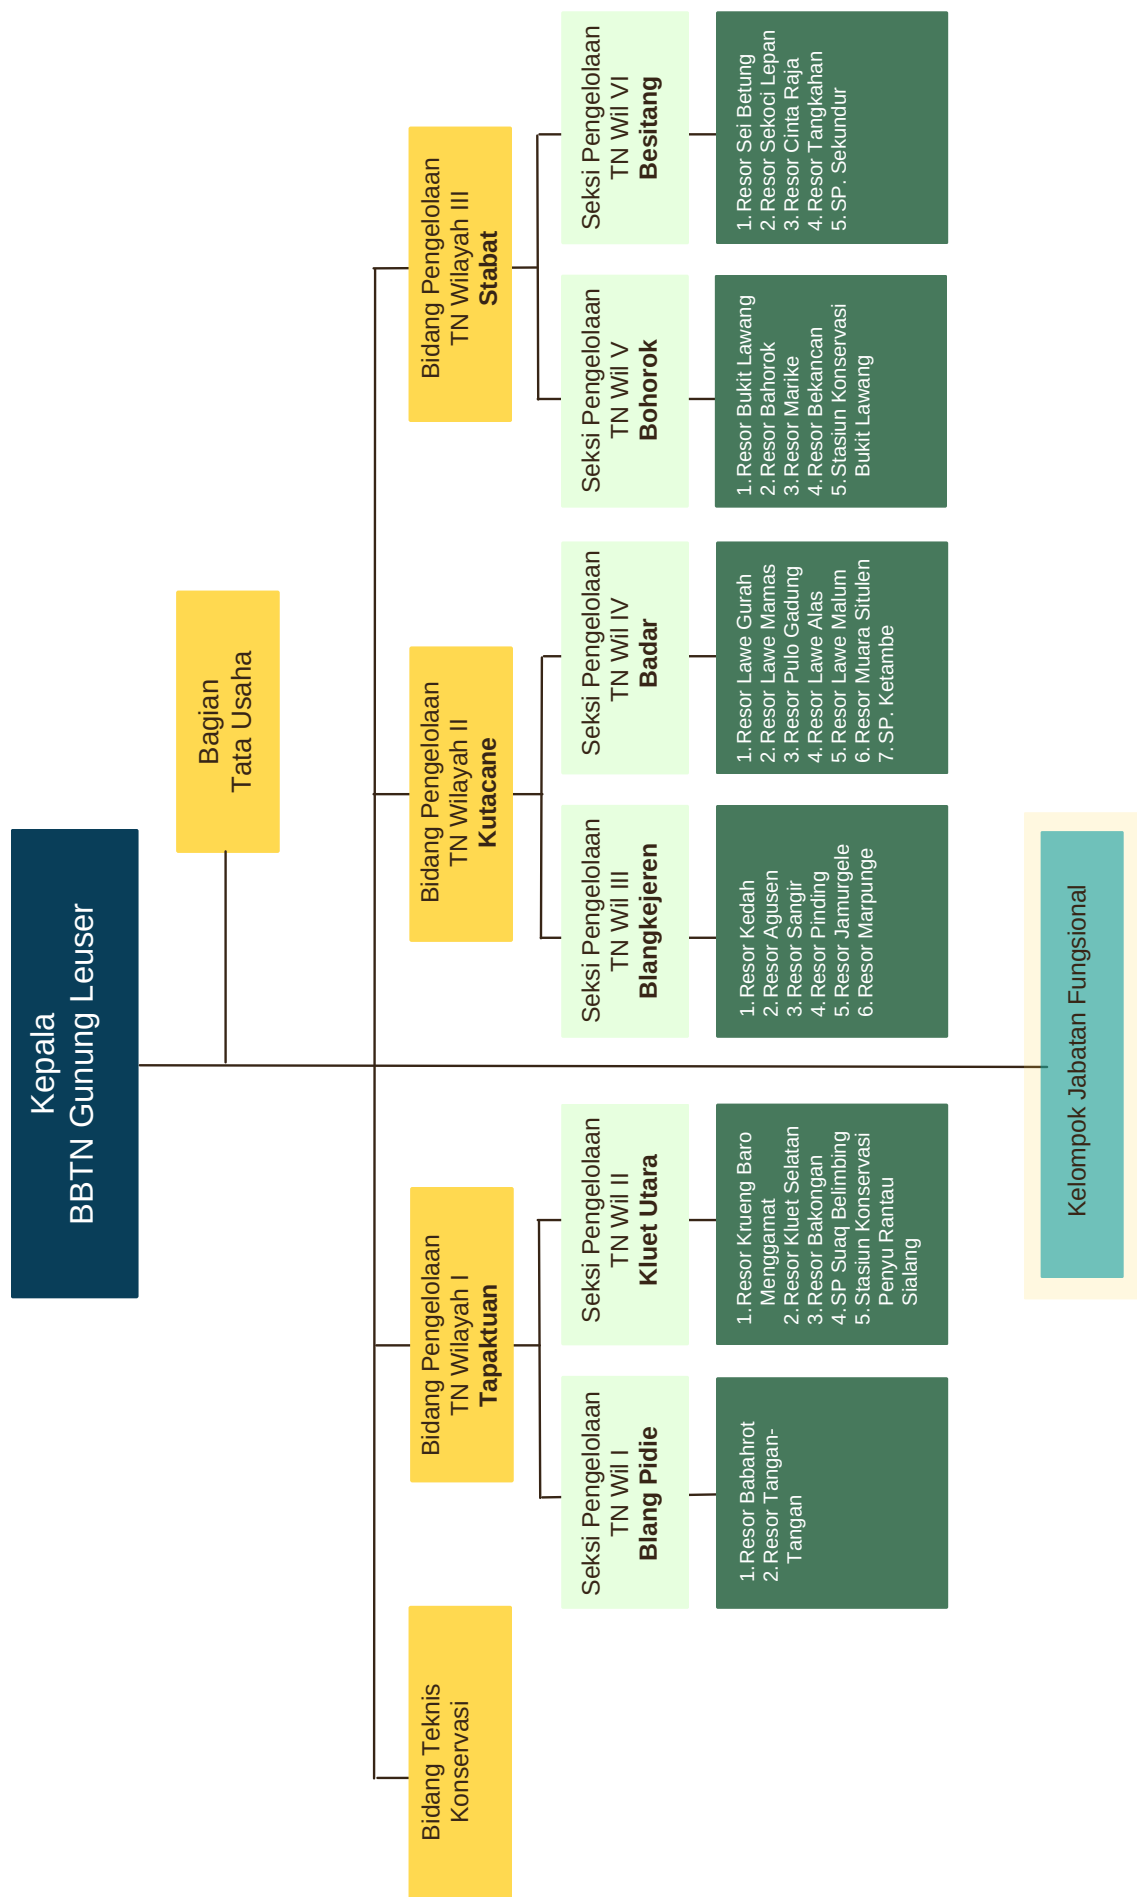 Kepala
BBTN Gunung Leuser
Bagian
Tata Usaha
Bidang Teknis
Konservasi
Bidang Pengelolaan
TN Wilayah I
Tapaktuan
Bidang Pengelolaan
TN Wilayah II
Kutacane
Bidang Pengelolaan
TN Wilayah III
Stabat
Seksi Pengelolaan
TN Wil I
Blang Pidie
Seksi Pengelolaan
TN Wil II
Kluet Utara
Seksi Pengelolaan
TN Wil III
Blangkejeren
Seksi Pengelolaan
TN Wil IV
Badar
Seksi Pengelolaan
TN Wil V
Bohorok
Seksi Pengelolaan
TN Wil VI
Besitang
1. Resor Babahrot
2. Resor Tangan-
Tangan
1. Resor Krueng Baro
Menggamat
2. Resor Kluet Selatan
3. Resor Bakongan
4. SP Suaq Belimbing
5. Stasiun Konservasi
Penyu Rantau
Sialang
1. Resor Kedah
2. Resor Agusen
3. Resor Sangir
4. Resor Pinding
5. Resor Jamurgele
6. Resor Marpunge
1. Resor Lawe Gurah
2. Resor Lawe Mamas
3. Resor Pulo Gadung
4. Resor Lawe Alas
5. Resor Lawe Malum
6. Resor Muara Situlen
7. SP. Ketambe
1. Resor Bukit Lawang
2. Resor Bahorok
3. Resor Marike
4. Resor Bekancan
5. Stasiun Konservasi
Bukit Lawang
1. Resor Sei Betung
2. Resor Sekoci Lepan
3. Resor Cinta Raja
4. Resor Tangkahan
5. SP. Sekundur
Kelompok Jabatan Fungsional